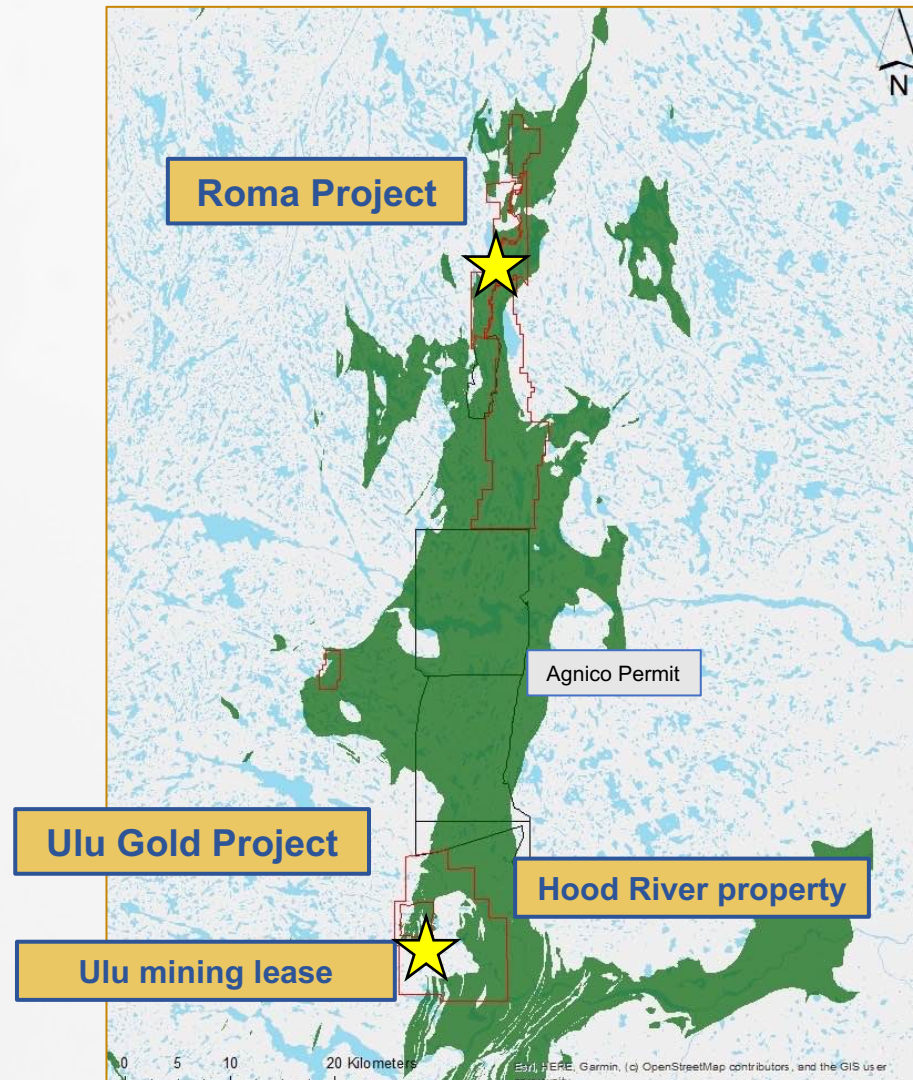 N
Roma Project
Agnico Permit
Ulu Gold Project
Hood River property
Ulu mining lease
0 5 10 20 Kilometers
Esri, HERE, Garmin, (c) OpenStreetMap contributors, and the GIS user